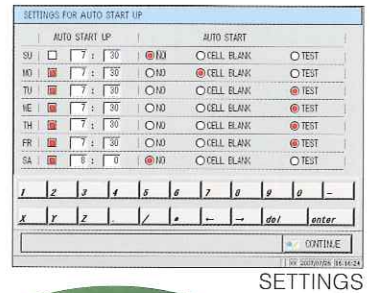 SETTINGS FOR AUTO START UP
AUTO START UP AUTO START
SU 7 : 30 NO CELL BLANK TEST
MO 7 : 30 NO CELL BLANK TEST
TU 7 : 30 NO CELL BLANK TEST
WE 7 : 30 NO CELL BLANK TEST
TH 7 : 30 NO CELL BLANK TEST
FR 7 : 30 NO CELL BLANK TEST
SA 8 : 0 NO CELL BLANK TEST
1 2 3 4 5 6 7 8 9 0 -
X Y Z . / * ← → del enter
CONTINUE
SETTINGS